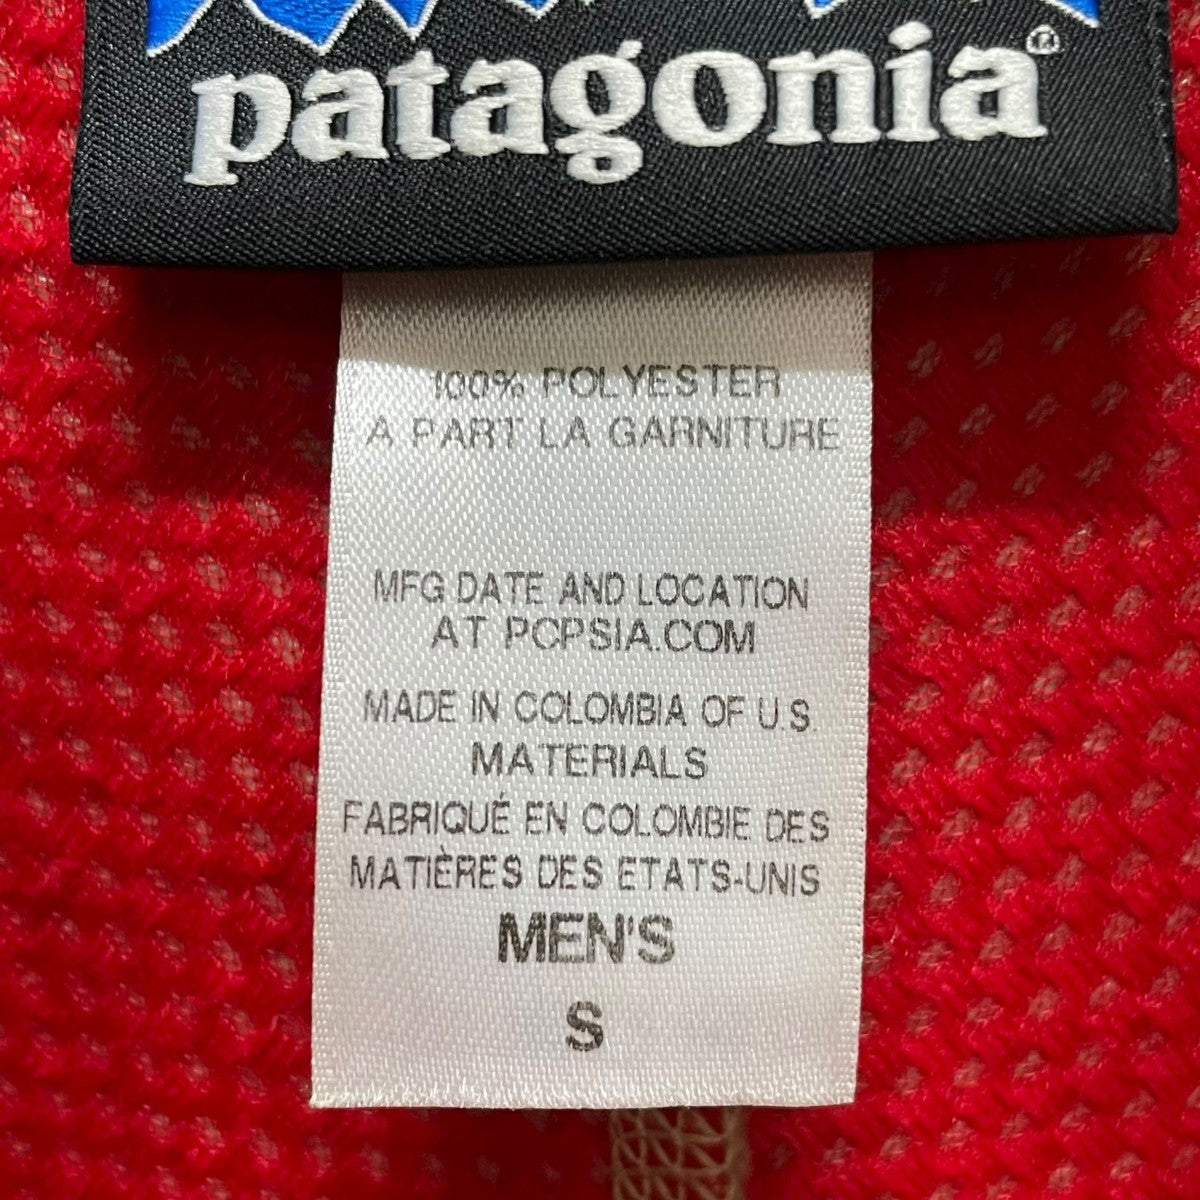 patagonia®
100% POLYESTER
A PART LA GARNITURE
MFG DATE AND LOCATION
AT PCPSIA.COM
MADE IN COLOMBIA OF U.S.
MATERIALS
FABRIQUÉ EN COLOMBIE DES
MATIÈRES DES ETATS-UNIS
MEN'S
S